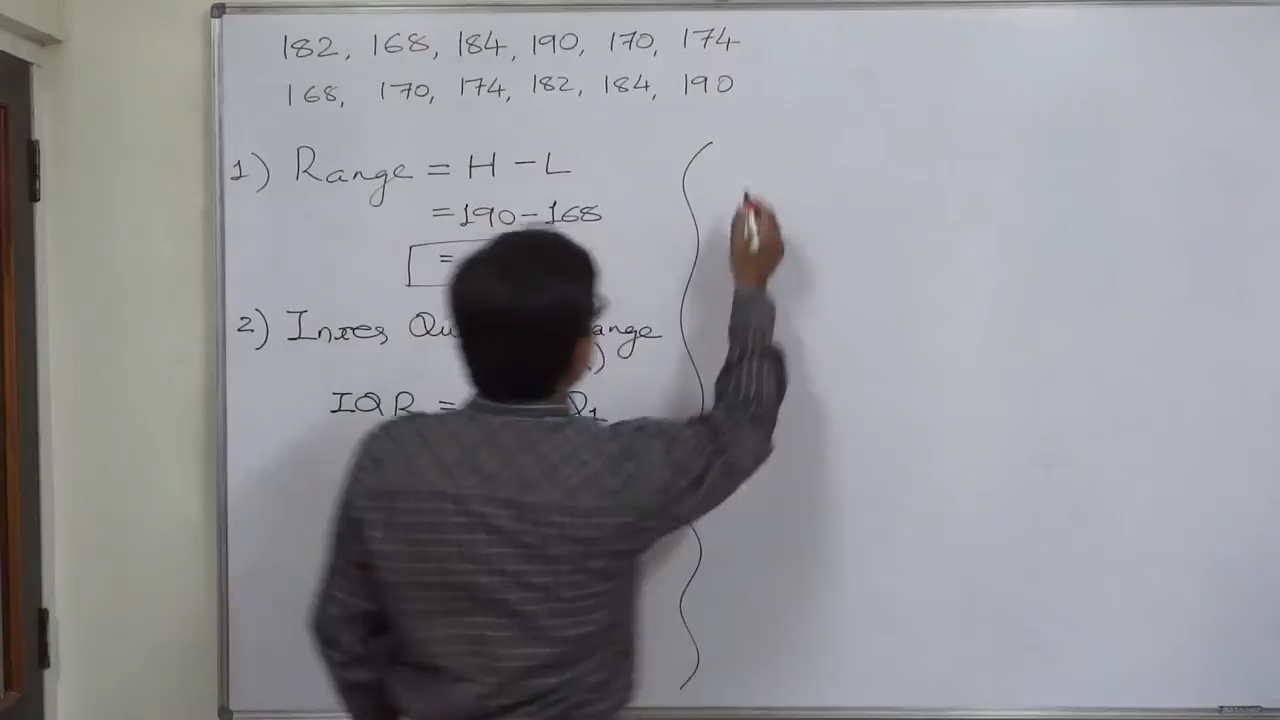 182, 168, 184, 190, 170, 174
168, 170, 174, 182, 184, 190
1) Range = H - L
= 190 - 168
=
2) Inter
IQR =